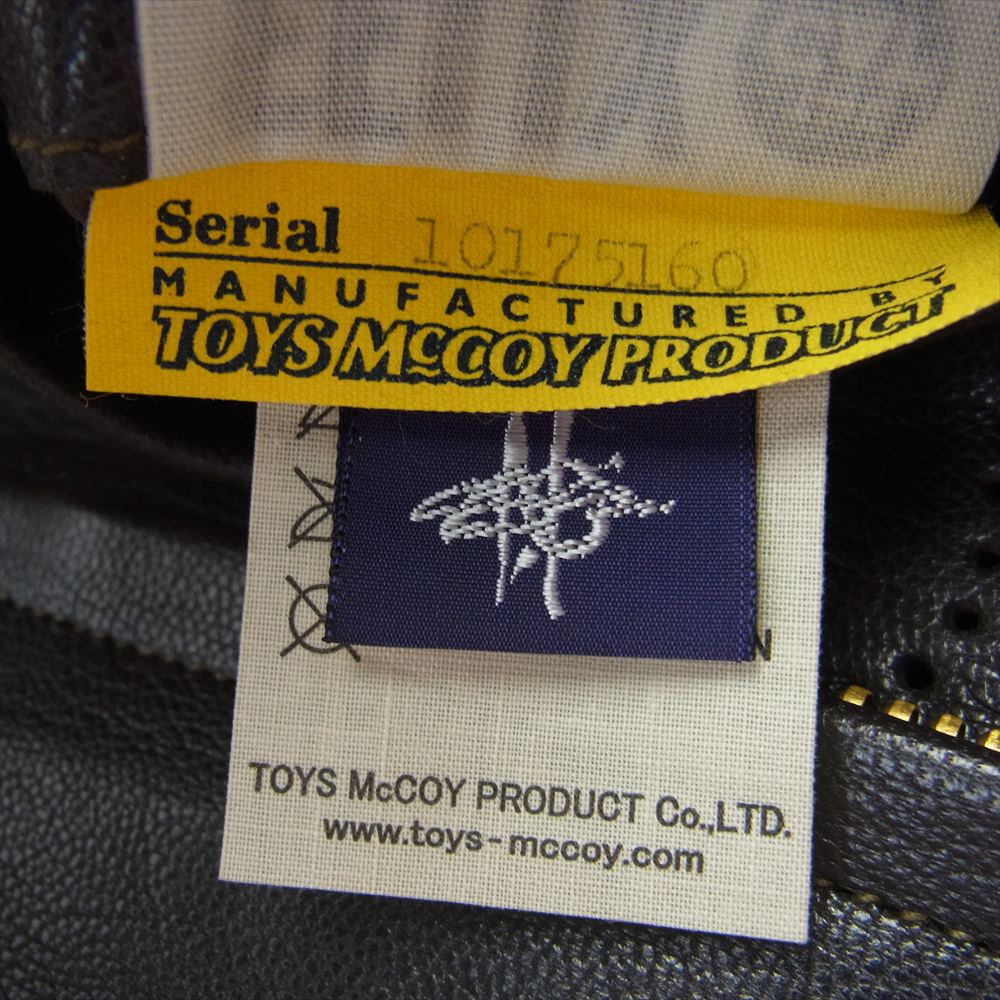 Serial 10175160
MANUFACTURED BY
TOYS McCOY PRODUCT
N
TOYS McCOY PRODUCT Co.,LTD.
www.toys-mccoy.com